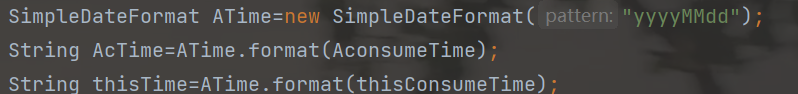 SimpleDateFormat ATime=new SimpleDateFormat( pattern: "yyyyMMdd");
String AcTime=ATime.format(AconsumeTime);
String thisTime=ATime.format(thisConsumeTime);